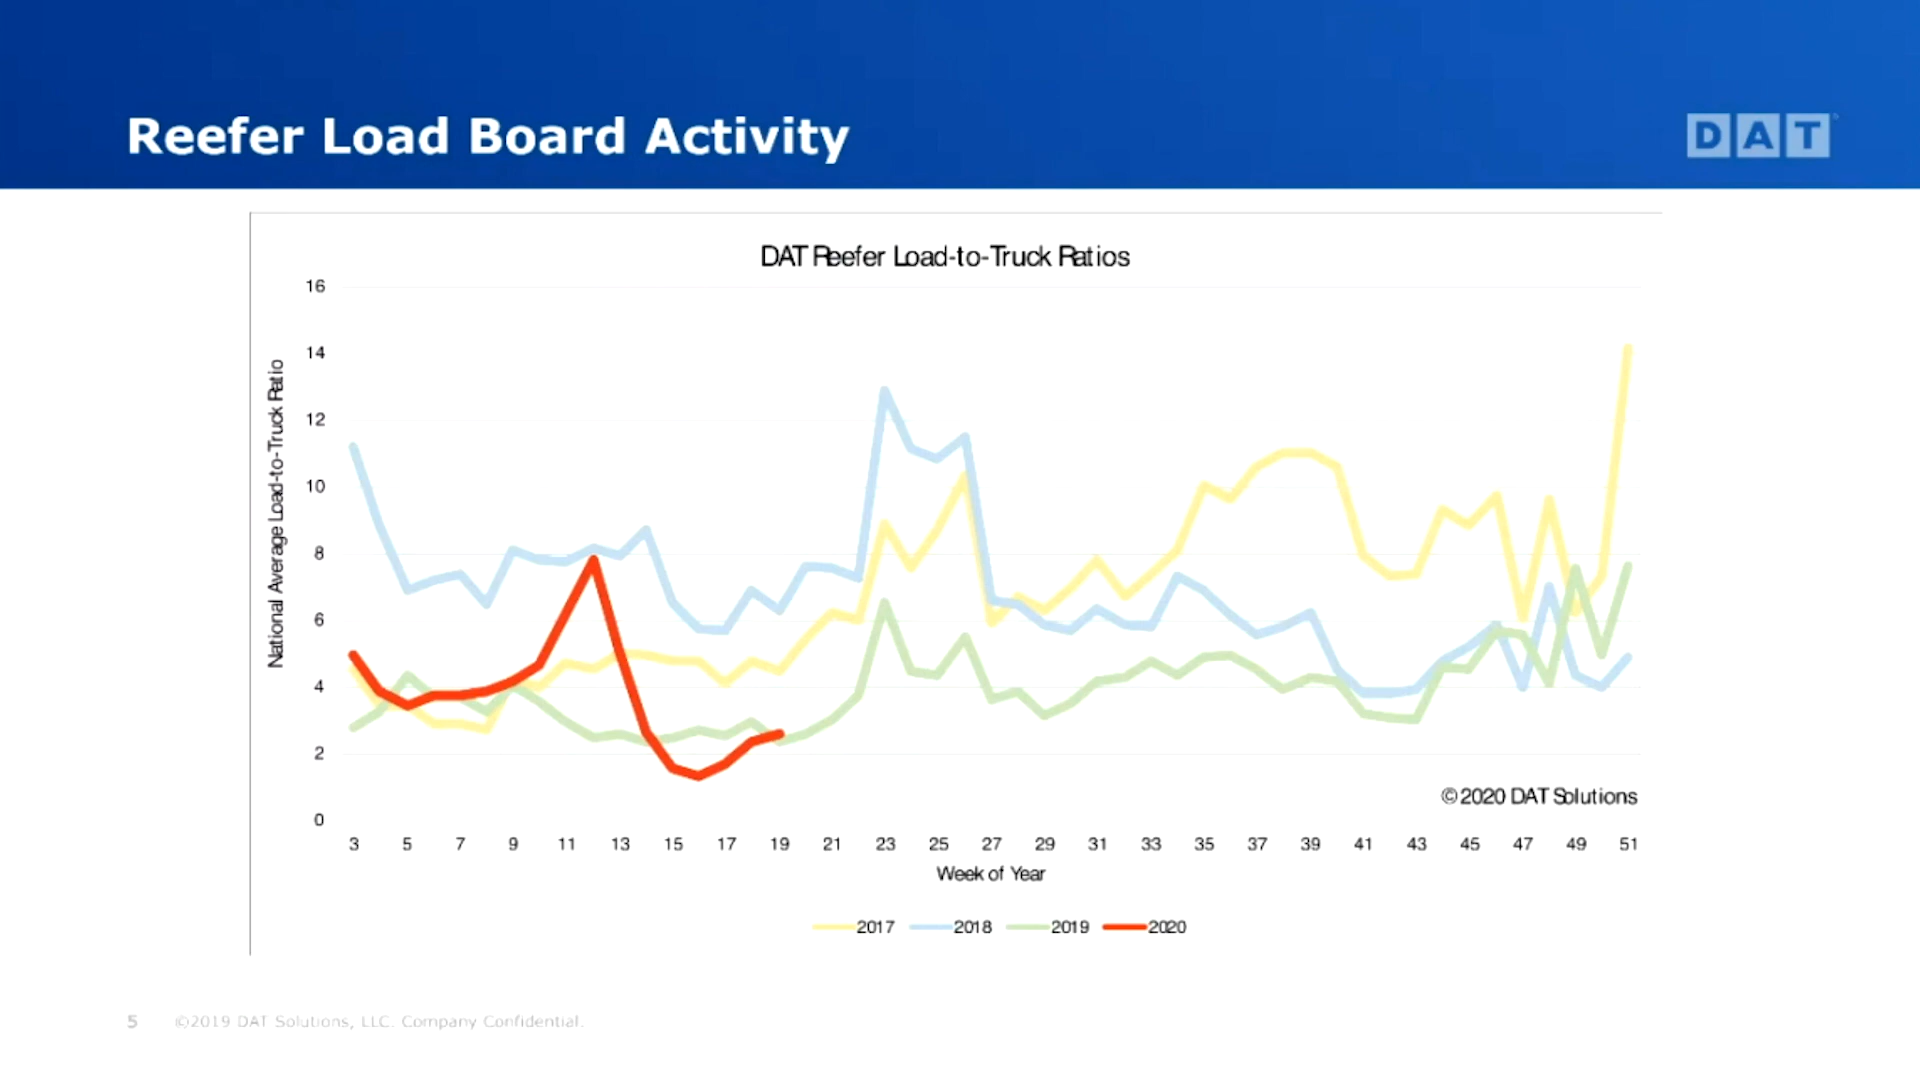 Reefer Load Board Activity
DAT
DAT Reefer Load-to-Truck Ratios
National Average Load-to-Truck Ratio
16
14
12
10
8
6
4
2
0
3 5 7 9 11 13 15 17 19 21 23 25 27 29 31 33 35 37 39 41 43 45 47 49 51
Week of Year
©2020 DAT Solutions
2017 2018 2019 2020
5 ©2019 DAT Solutions, LLC. Company Confidential.